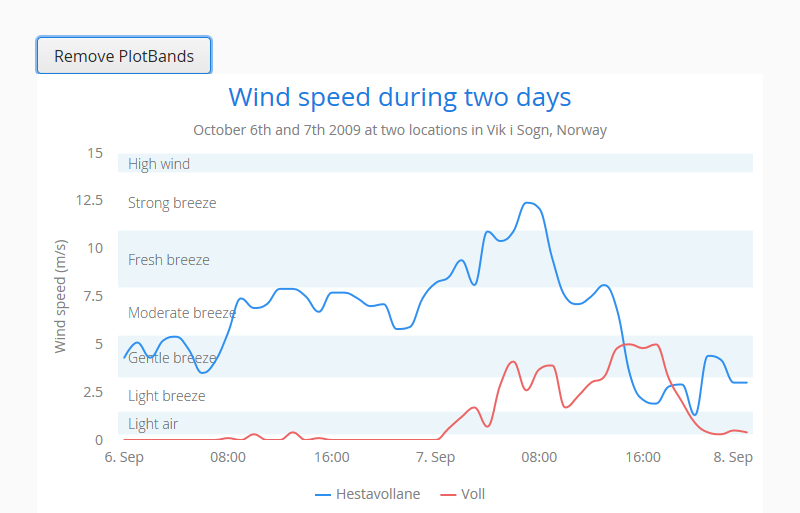 Remove PlotBands
Wind speed during two days
October 6th and 7th 2009 at two locations in Vik i Sogn, Norway
Wind speed (m/s)
15
12.5
10
7.5
5
2.5
0
High wind
Strong breeze
Fresh breeze
Moderate breeze
Gentle breeze
Light breeze
Light air
6. Sep 08:00 16:00 7. Sep 08:00 16:00 8. Sep
Hestavollane Voll